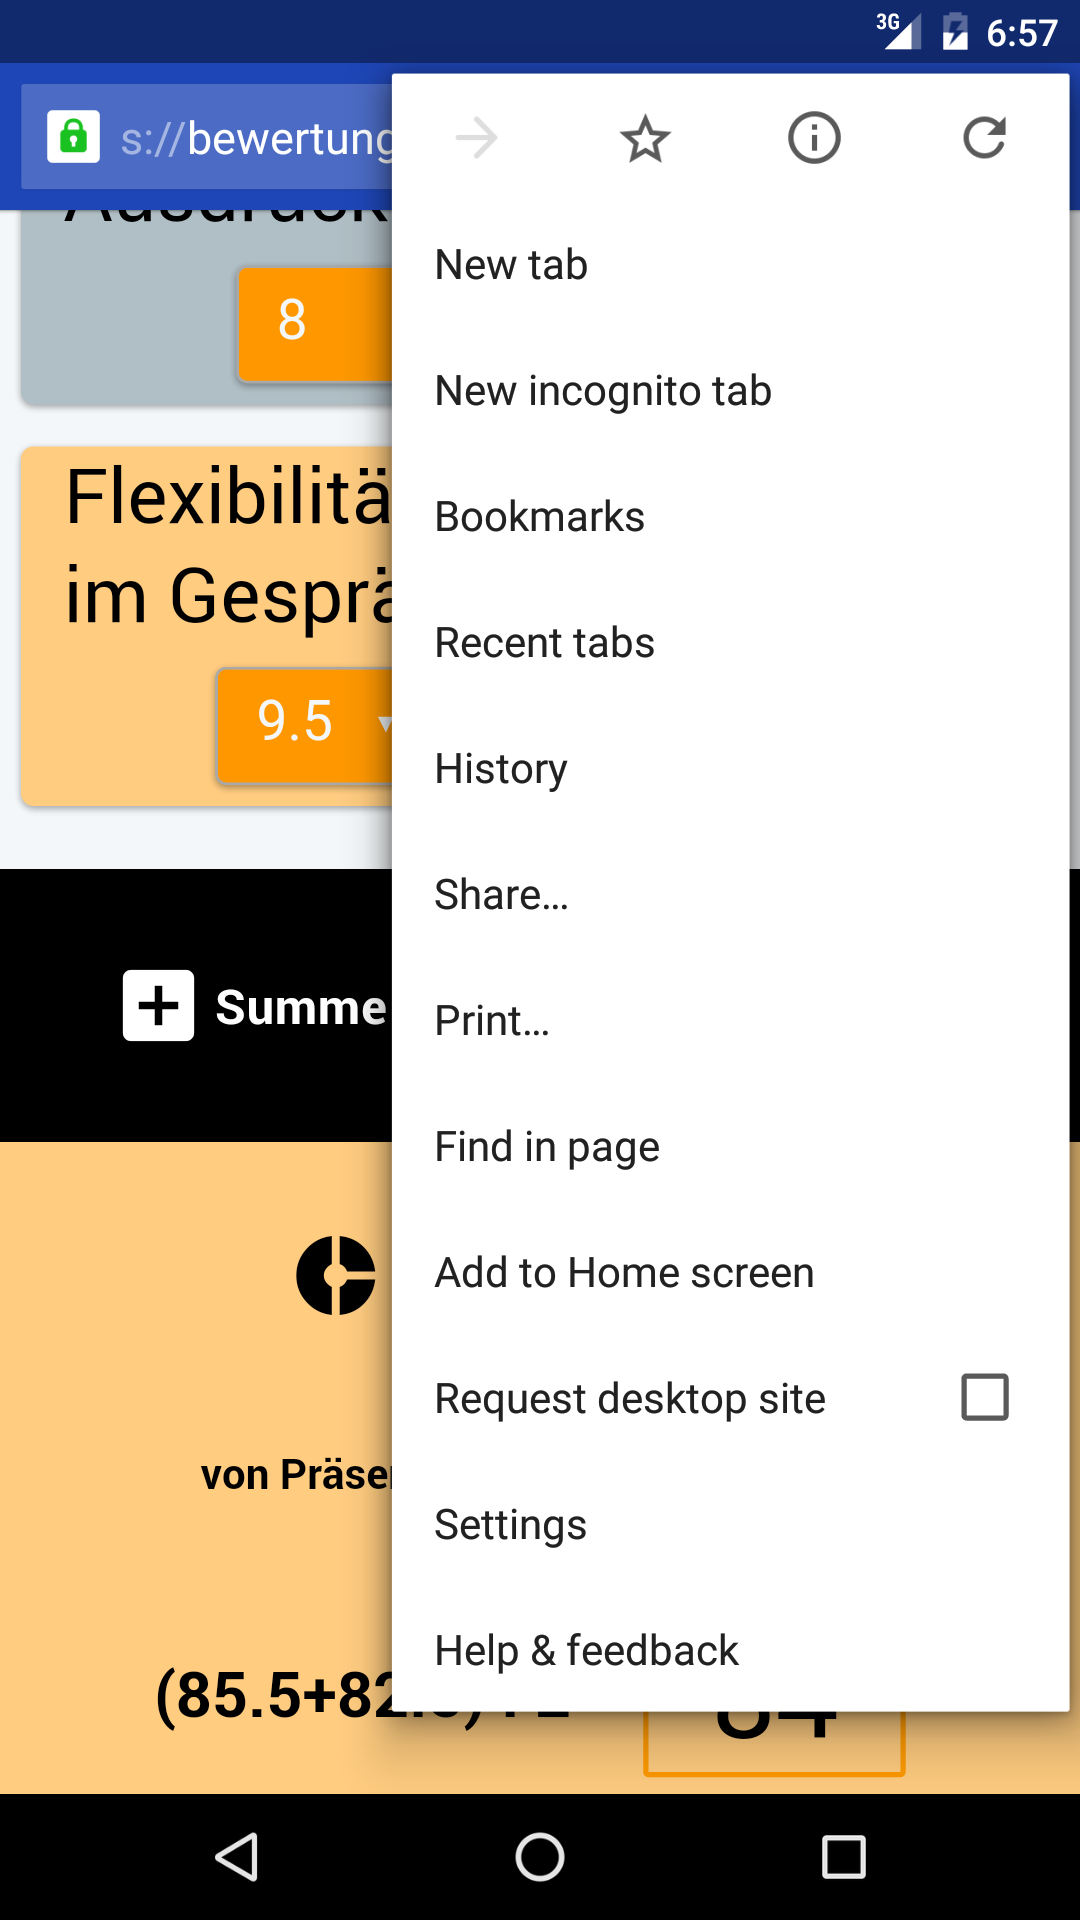 3G 6:57
s://bewertung
8
Flexibilitä
im Gesprä
9.5
Summe
von Präse
New tab
New incognito tab
Bookmarks
Recent tabs
History
Share...
Print...
Find in page
Add to Home screen
Request desktop site
Settings
Help & feedback
(85.5+82
84